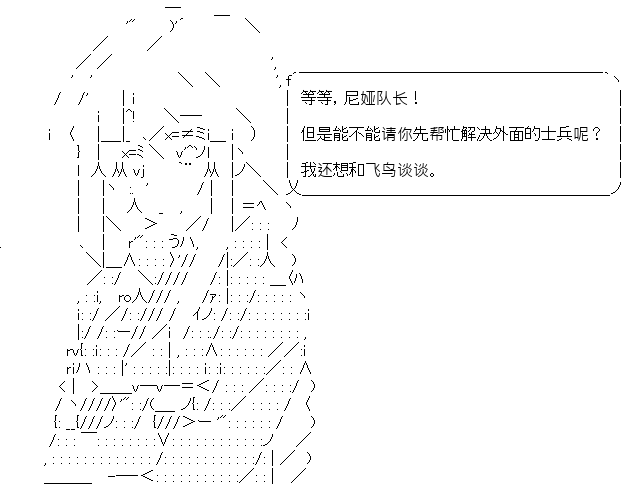 等等，尼娅队长！
但是能不能请你先帮忙解决外面的士兵呢？
我还想和飞鸟谈谈。